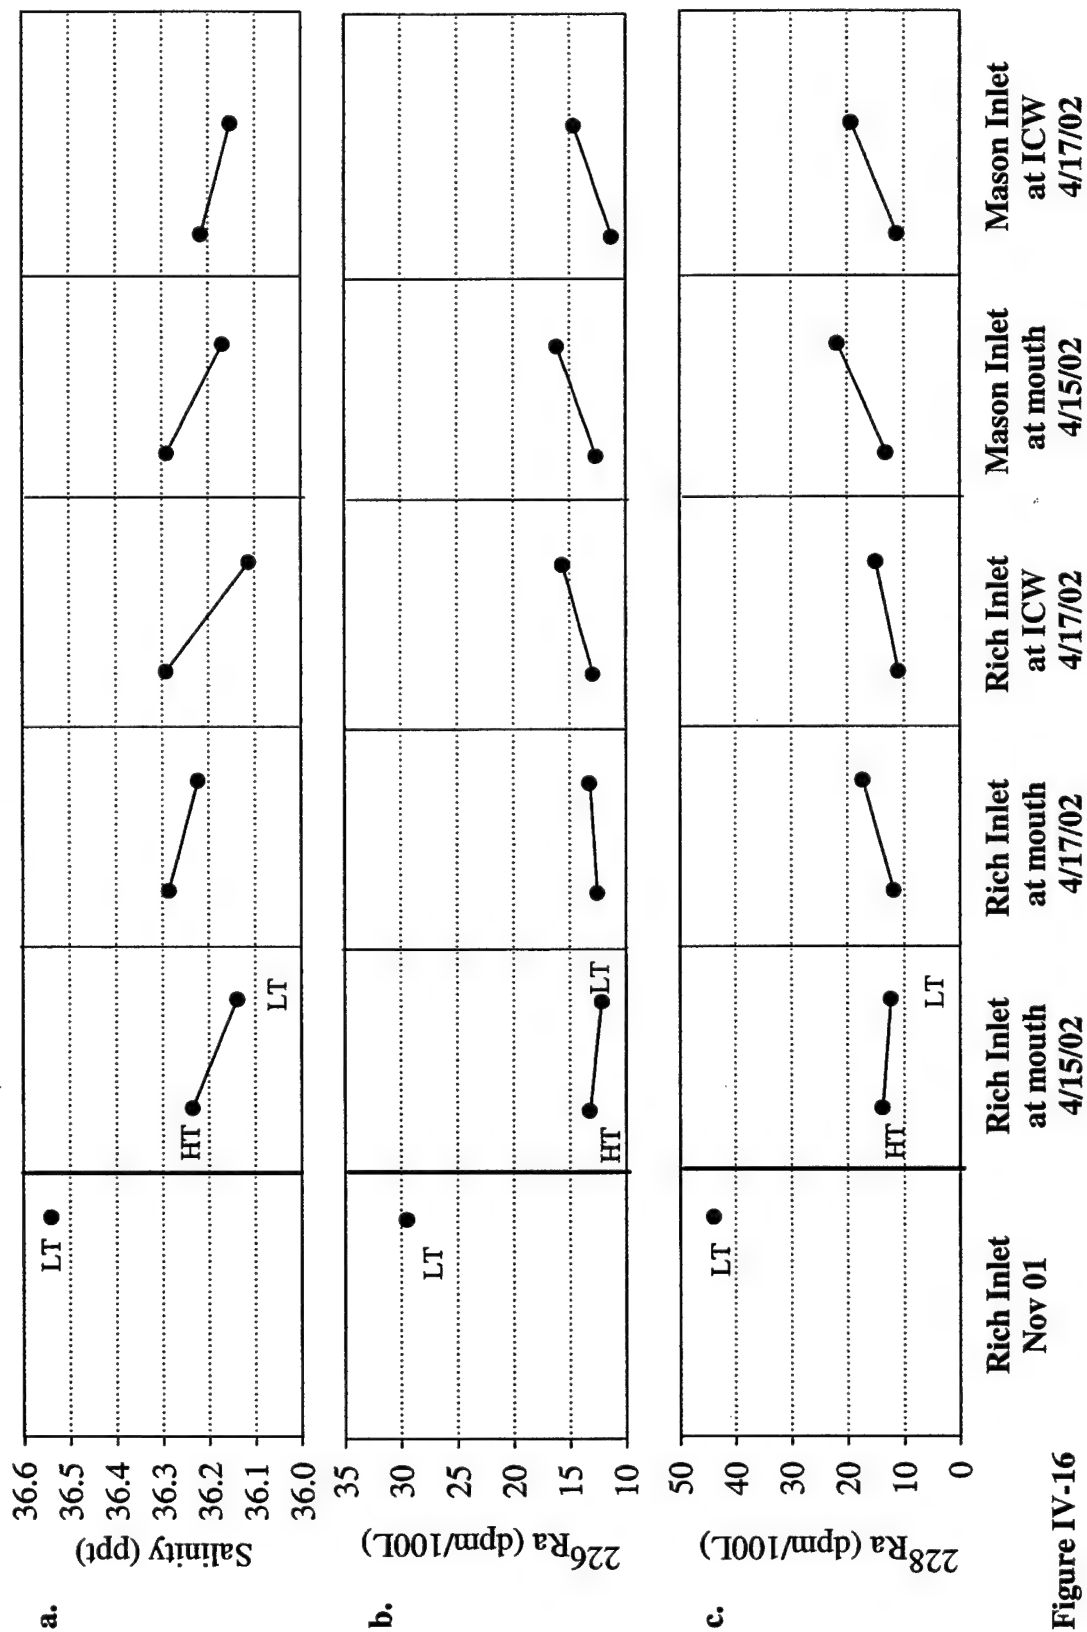 a.
Salinity (ppt)
36.6
36.5
36.4
36.3
36.2
36.1
36.0
LT
HT
LT
b.
226Ra (dpm/100L)
35
30
25
20
15
10
LT
HT
LT
c.
228Ra (dpm/100L)
50
40
30
20
10
0
LT
HT
LT
Rich Inlet
Nov 01
Rich Inlet
at mouth
4/15/02
Rich Inlet
at mouth
4/17/02
Rich Inlet
at ICW
4/17/02
Mason Inlet
at mouth
4/15/02
Mason Inlet
at ICW
4/17/02
Figure IV-16